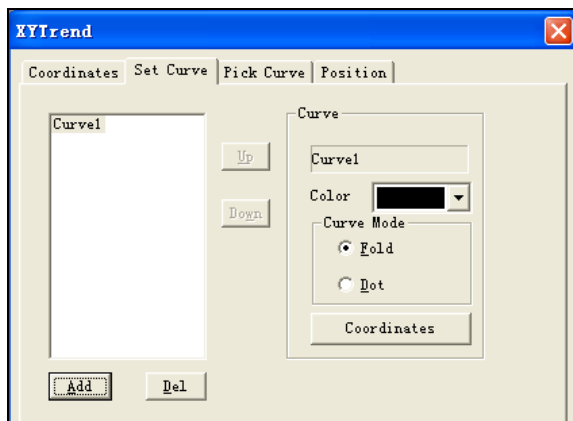 XYTrend
Coordinates Set Curve Pick Curve Position
Curve1
Up
Down
Curve
Curve1
Color
Curve Mode
Fold
Dot
Coordinates
Add Del